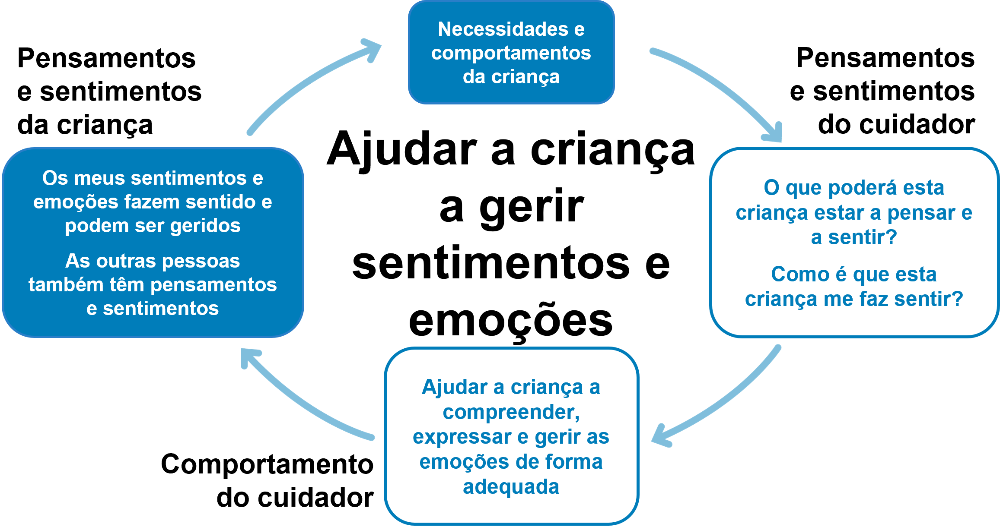 Necessidades e
comportamentos
da criança
Pensamentos
e sentimentos
da criança
Pensamentos
e sentimentos
do cuidador
Ajudar a criança
a gerir
sentimentos e
emoções
Os meus sentimentos e
emoções fazem sentido e
podem ser geridos
As outras pessoas
também têm pensamentos
e sentimentos
O que poderá esta
criança estar a pensar e
a sentir?
Como é que esta
criança me faz sentir?
Ajudar a criança a
compreender,
expressar e gerir as
emoções de forma
adequada
Comportamento
do cuidador